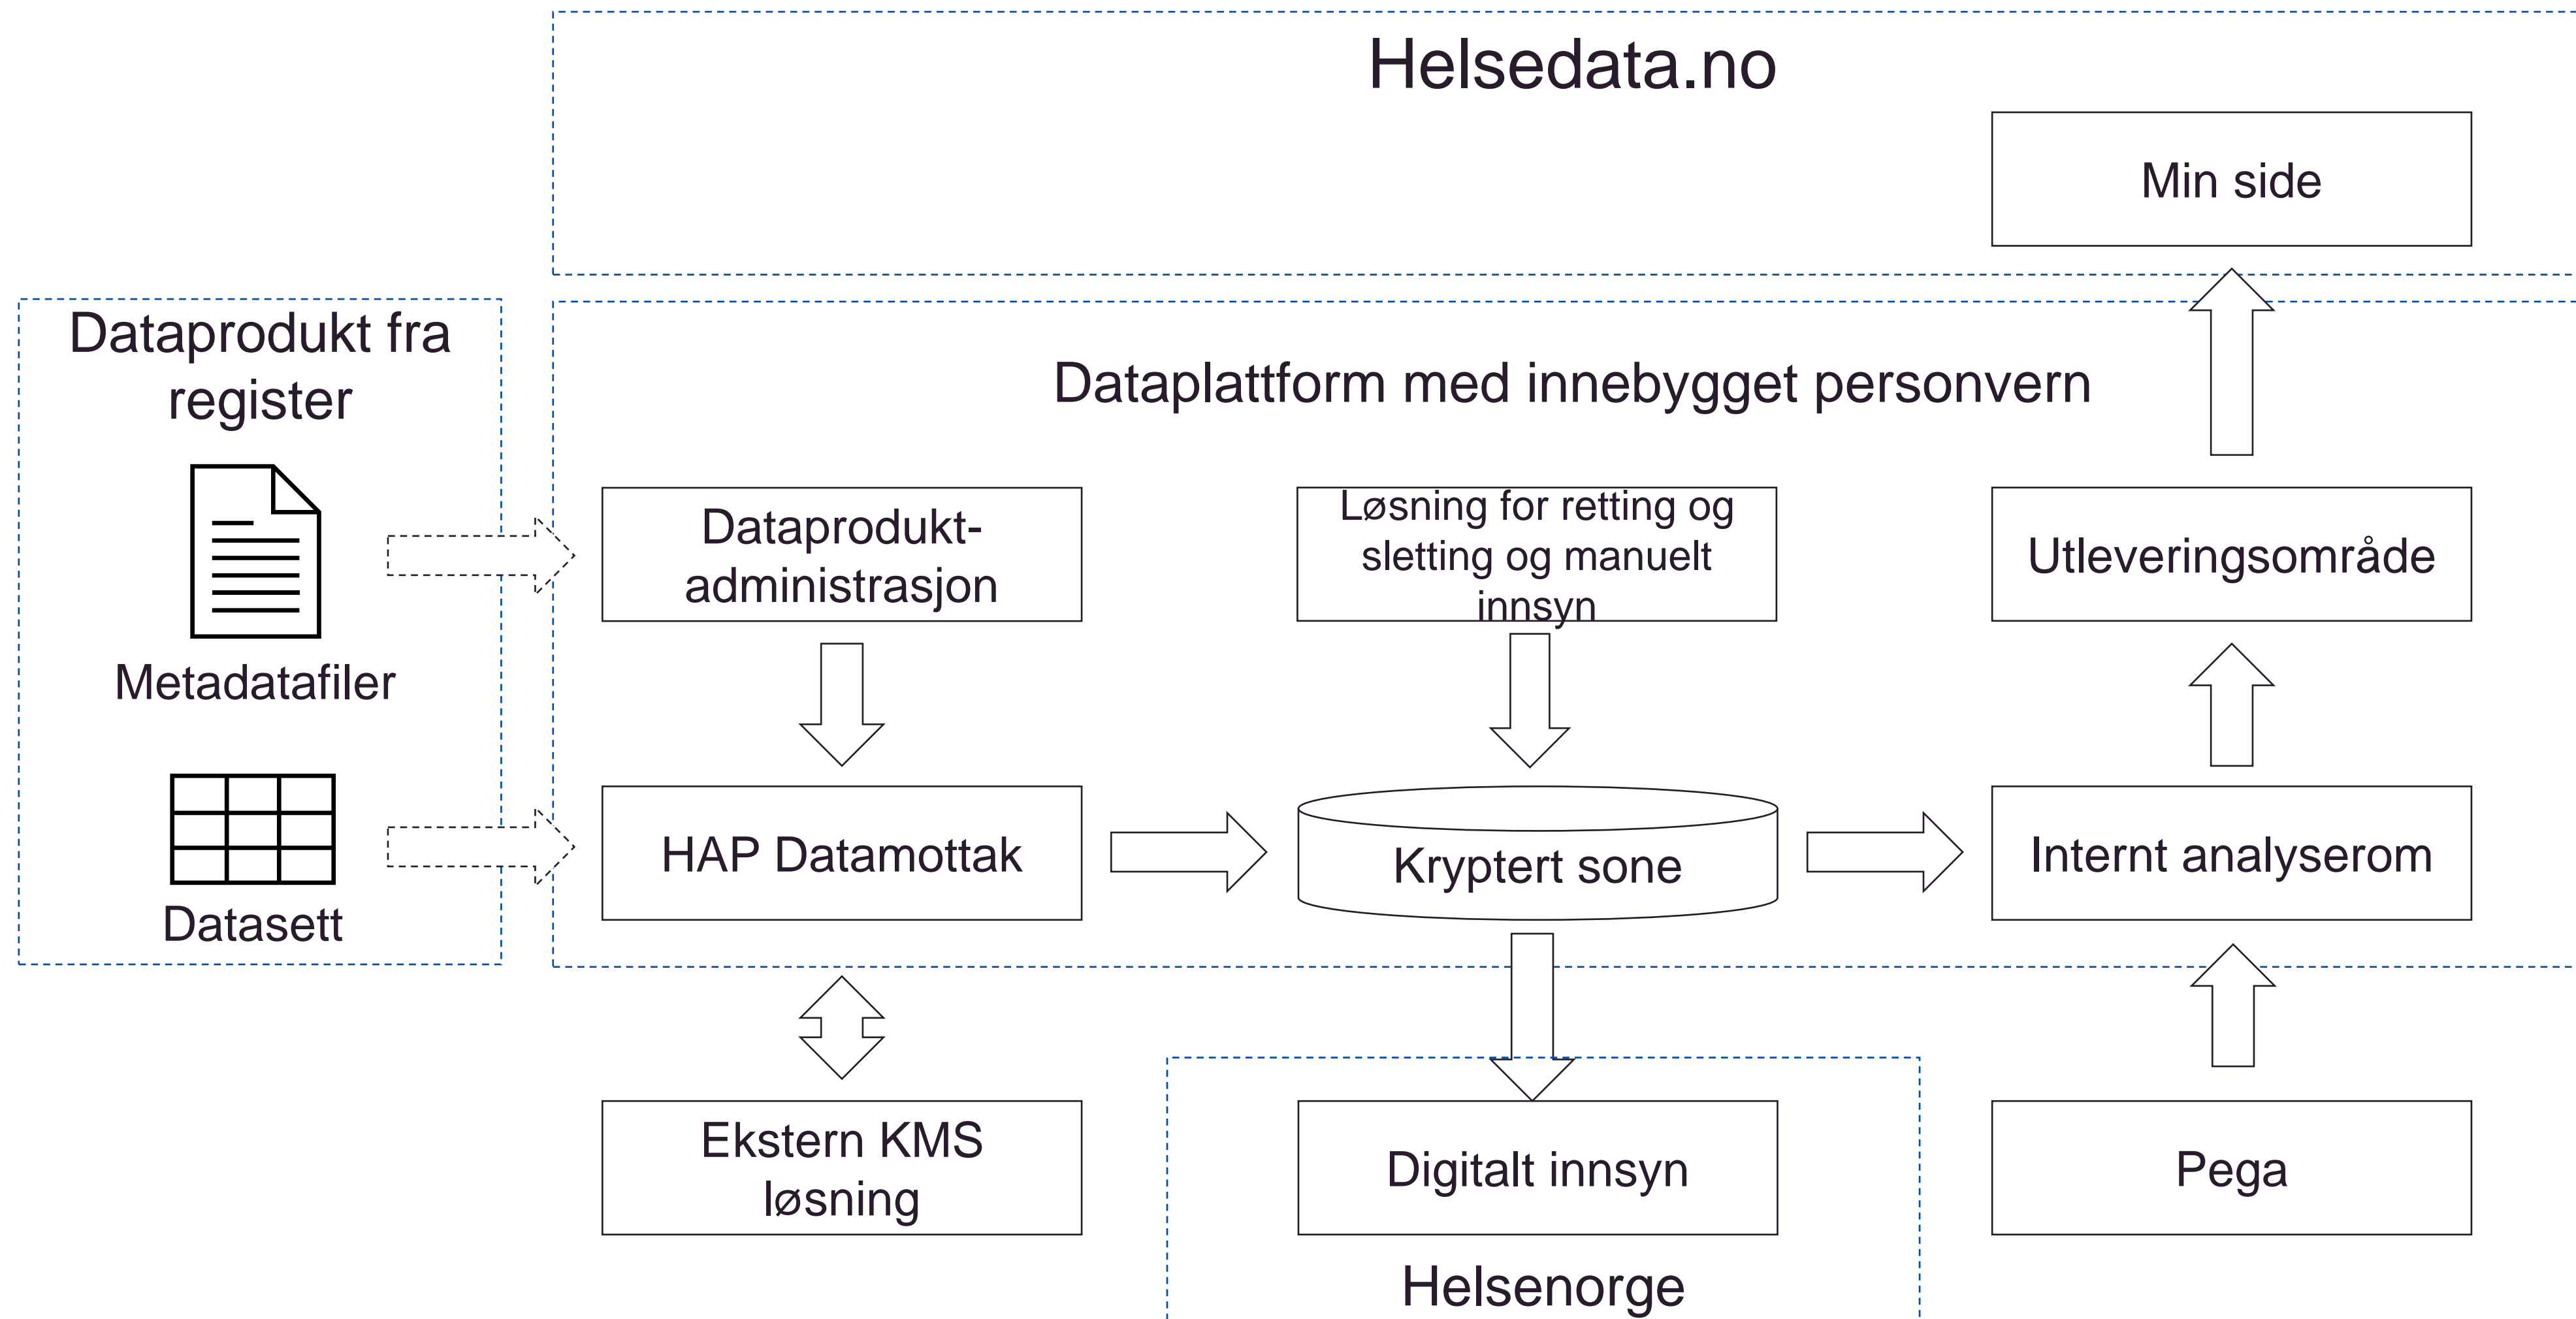 Helsedata.no
Min side
Dataprodukt fra
register
Metadatafiler
Datasett
Dataplattform med innebygget personvern
Dataprodukt-
administrasjon
Løsning for retting og
sletting og manuelt
innsyn
Utleveringsområde
HAP Datamottak
Kryptert sone
Internt analyserom
Ekstern KMS
løsning
Digitalt innsyn
Pega
Helsenorge